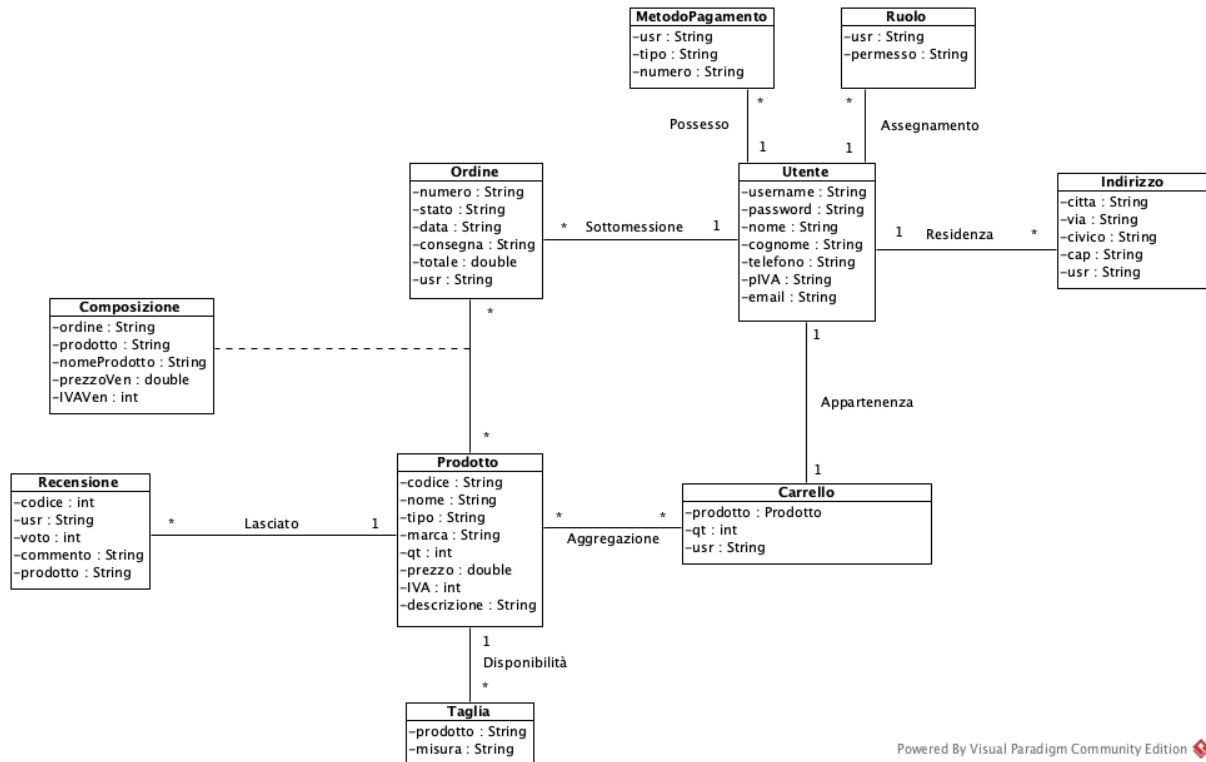 MetodoPagamento
-usr : String
-tipo : String
-numero : String
Ruolo
-usr : String
-permesso : String
*
*
Possesso
Assegnamento
1
1
Ordine
-numero : String
-stato : String
-data : String
-consegna : String
-totale : double
-usr : String
* Sottomessione 1
Utente
-username : String
-password : String
-nome : String
-cognome : String
-telefono : String
-pIVA : String
-email : String
1 Residenza *
Indirizzo
-citta : String
-via : String
-civico : String
-cap : String
-usr : String
Composizione
-ordine : String
-prodotto : String
-nomeProdotto : String
-prezzoVen : double
-IVAVen : int
*
*
1
Appartenenza
1
Recensione
-codice : int
-usr : String
-voto : int
-commento : String
-prodotto : String
* Lasciato 1
Prodotto
-codice : String
-nome : String
-tipo : String
-marca : String
-qt : int
-prezzo : double
-IVA : int
-descrizione : String
* *
Aggregazione
Carrello
-prodotto : Prodotto
-qt : int
-usr : String
1
Disponibilità
*
Taglia
-prodotto : String
-misura : String
Powered By Visual Paradigm Community Edition